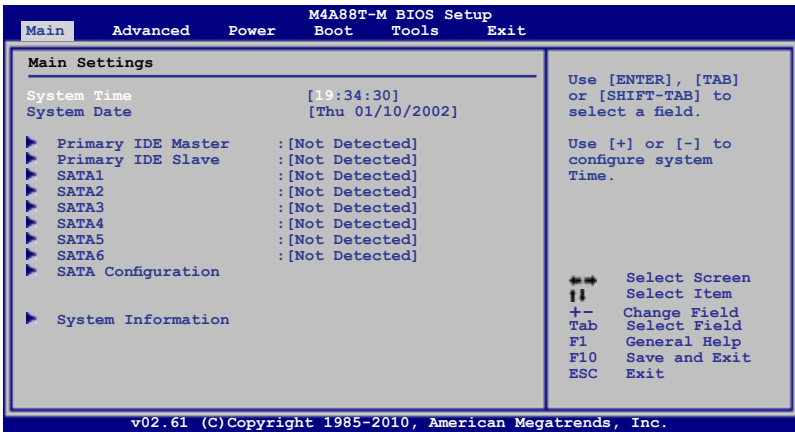 M4A88T-M BIOS Setup
Main Advanced Power Boot Tools Exit
Main Settings
System Time [19:34:30]
System Date [Thu 01/10/2002]
Primary IDE Master :[Not Detected]
Primary IDE Slave :[Not Detected]
SATA1 :[Not Detected]
SATA2 :[Not Detected]
SATA3 :[Not Detected]
SATA4 :[Not Detected]
SATA5 :[Not Detected]
SATA6 :[Not Detected]
SATA Configuration
System Information
Use [ENTER], [TAB]
or [SHIFT-TAB] to
select a field.
Use [+] or [-] to
configure system
Time.
←→ Select Screen
↑↓ Select Item
+- Change Field
Tab Select Field
F1 General Help
F10 Save and Exit
ESC Exit
v02.61 (C)Copyright 1985-2010, American Megatrends, Inc.